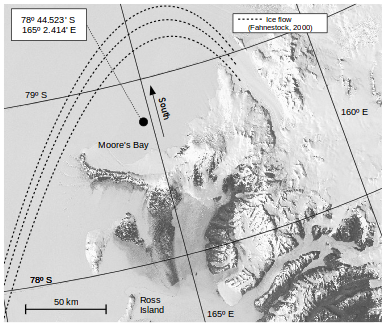 78º 44.523' S
165º 2.414' E
Ice flow
(Fahnestock, 2000)
79º S
South
160º E
Moore's Bay
78º S
50 km
Ross
Island
165º E